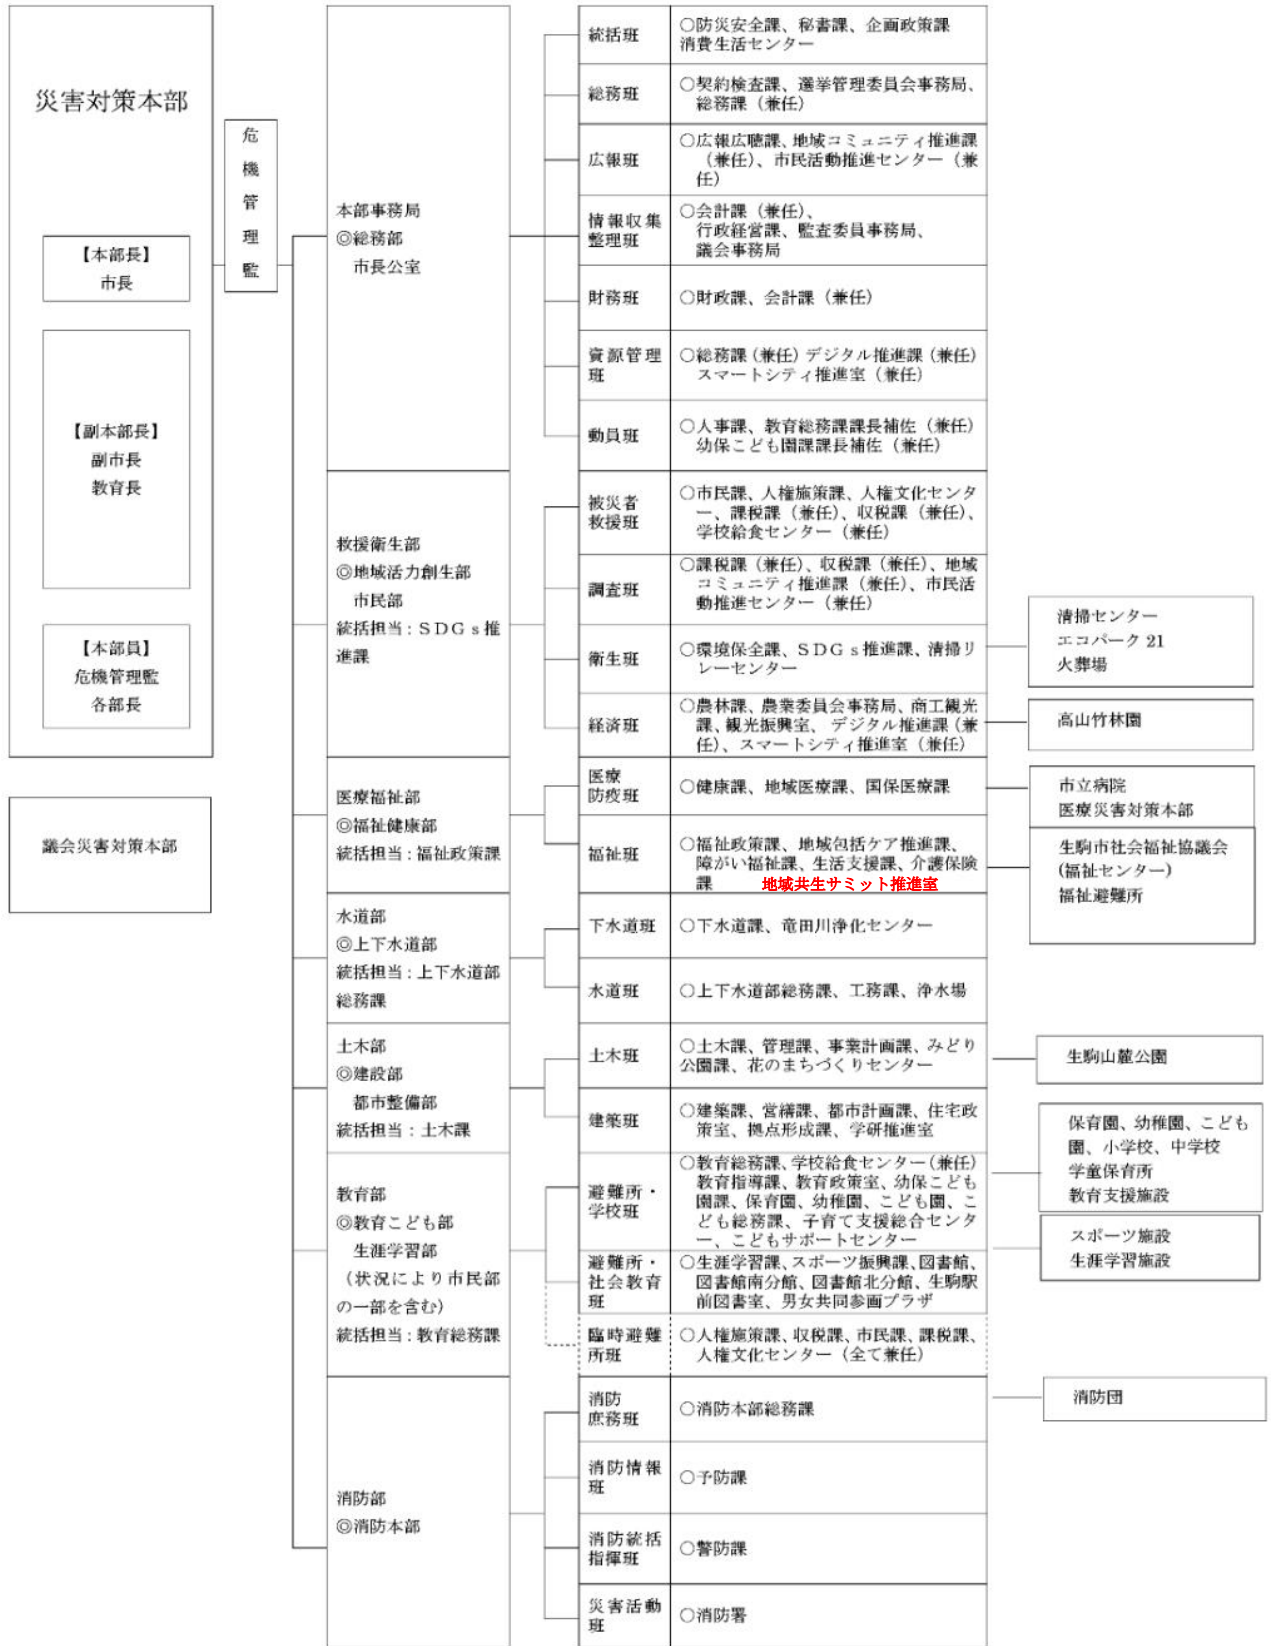 災害対策本部
【本部長】
市長
【副本部長】
副市長
教育長
【本部員】
危機管理監
各部長
議会災害対策本部
危
機
管
理
監
本部事務局
◎総務部
市長公室
統括班
○防災安全課、秘書課、企画政策課
消費生活センター
総務班
○契約検査課、選挙管理委員会事務局、
総務課（兼任）
広報班
○広報広聴課、地域コミュニティ推進課
（兼任）、市民活動推進センター（兼
任）
情報収集
整理班
○会計課（兼任）、
行政経営課、監査委員事務局、
議会事務局
財務班
○財政課、会計課（兼任）
資源管理
班
○総務課（兼任）デジタル推進課（兼任）
スマートシティ推進室（兼任）
動員班
○人事課、教育総務課課長補佐（兼任）
幼保こども園課課長補佐（兼任）
救援衛生部
◎地域活力創生部
市民部
統括担当：ＳＤＧｓ推
進課
被災者
救援班
○市民課、人権施策課、人権文化センタ
ー、課税課（兼任）、収税課（兼任）、
学校給食センター（兼任）
調査班
○課税課（兼任）、収税課（兼任）、地域
コミュニティ推進課（兼任）、市民活
動推進センター（兼任）
衛生班
○環境保全課、ＳＤＧｓ推進課、清掃リ
レーセンター
清掃センター
エコパーク 21
火葬場
経済班
○農林課、農業委員会事務局、商工観光
課、観光振興室、 デジタル推進課（兼
任）、スマートシティ推進室（兼任）
高山竹林園
医療福祉部
◎福祉健康部
統括担当：福祉政策課
医療
防疫班
○健康課、地域医療課、国保医療課
市立病院
医療災害対策本部
福祉班
○福祉政策課、地域包括ケア推進課、
障がい福祉課、生活支援課、介護保険
課 地域共生サミット推進室
生駒市社会福祉協議会
(福祉センター)
福祉避難所
水道部
◎上下水道部
統括担当：上下水道部
総務課
下水道班
○下水道課、竜田川浄化センター
水道班
○上下水道部総務課、工務課、浄水場
土木部
◎建設部
都市整備部
統括担当：土木課
土木班
○土木課、管理課、事業計画課、みどり
公園課、花のまちづくりセンター
生駒山麓公園
建築班
○建築課、営繕課、都市計画課、住宅政
策室、拠点形成課、学研推進室
教育部
◎教育こども部
生涯学習部
（状況により市民部
の一部を含む）
統括担当：教育総務課
避難所・
学校班
○教育総務課、学校給食センター（兼任）
教育指導課、教育政策室、幼保こども
園課、保育園、幼稚園、こども園、こ
ども総務課、子育て支援総合センタ
ー、こどもサポートセンター
保育園、幼稚園、こども
園、小学校、中学校
学童保育所
教育支援施設
避難所・
社会教育
班
○生涯学習課、スポーツ振興課、図書館、
図書館南分館、図書館北分館、生駒駅
前図書室、男女共同参画プラザ
スポーツ施設
生涯学習施設
臨時避難
所班
○人権施策課、収税課、市民課、課税課、
人権文化センター（全て兼任）
消防部
◎消防本部
消防
庶務班
○消防本部総務課
消防団
消防情報
班
○予防課
消防統括
指揮班
○警防課
災害活動
班
○消防署